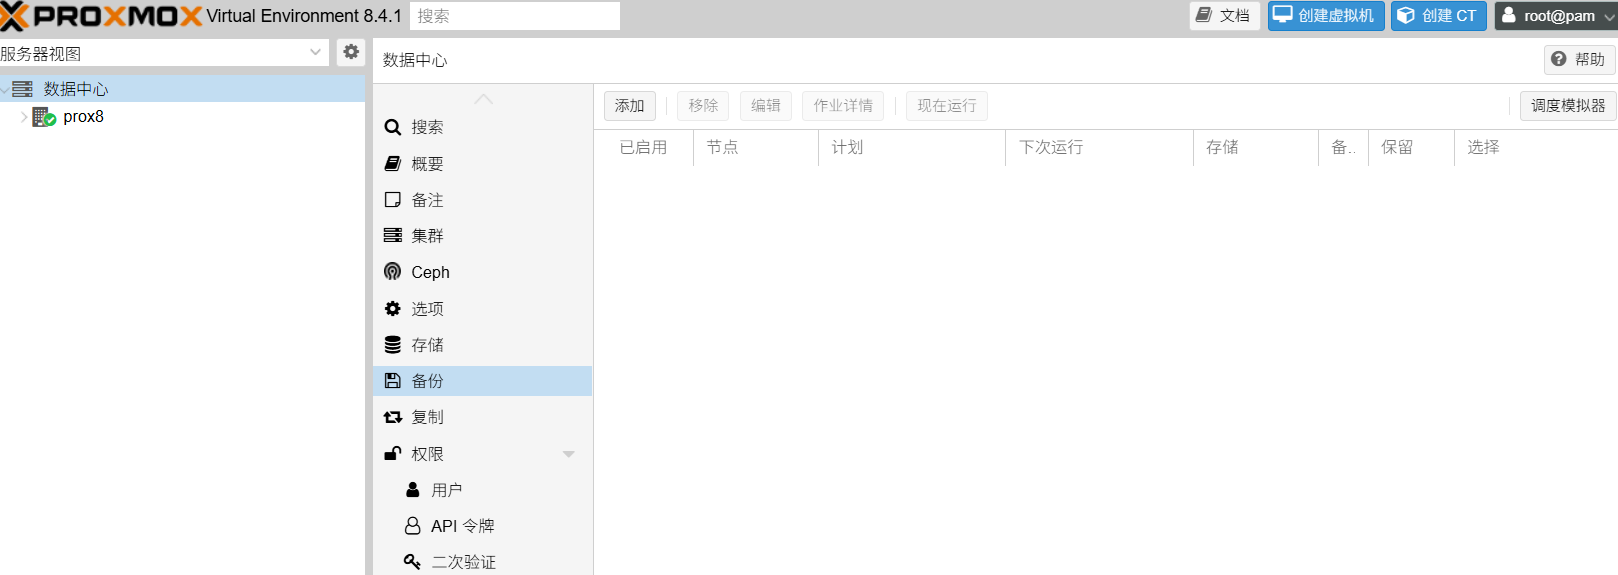 PROXMOX Virtual Environment 8.4.1 搜索 文档 创建虚拟机 创建 CT root@pam
服务器视图
数据中心
prox8
数据中心 帮助
搜索
概要
备注
集群
Ceph
选项
存储
备份
复制
权限
用户
API 令牌
二次验证
添加 移除 编辑 作业详情 现在运行 调度模拟器
已启用 节点 计划 下次运行 存储 备.. 保留 选择